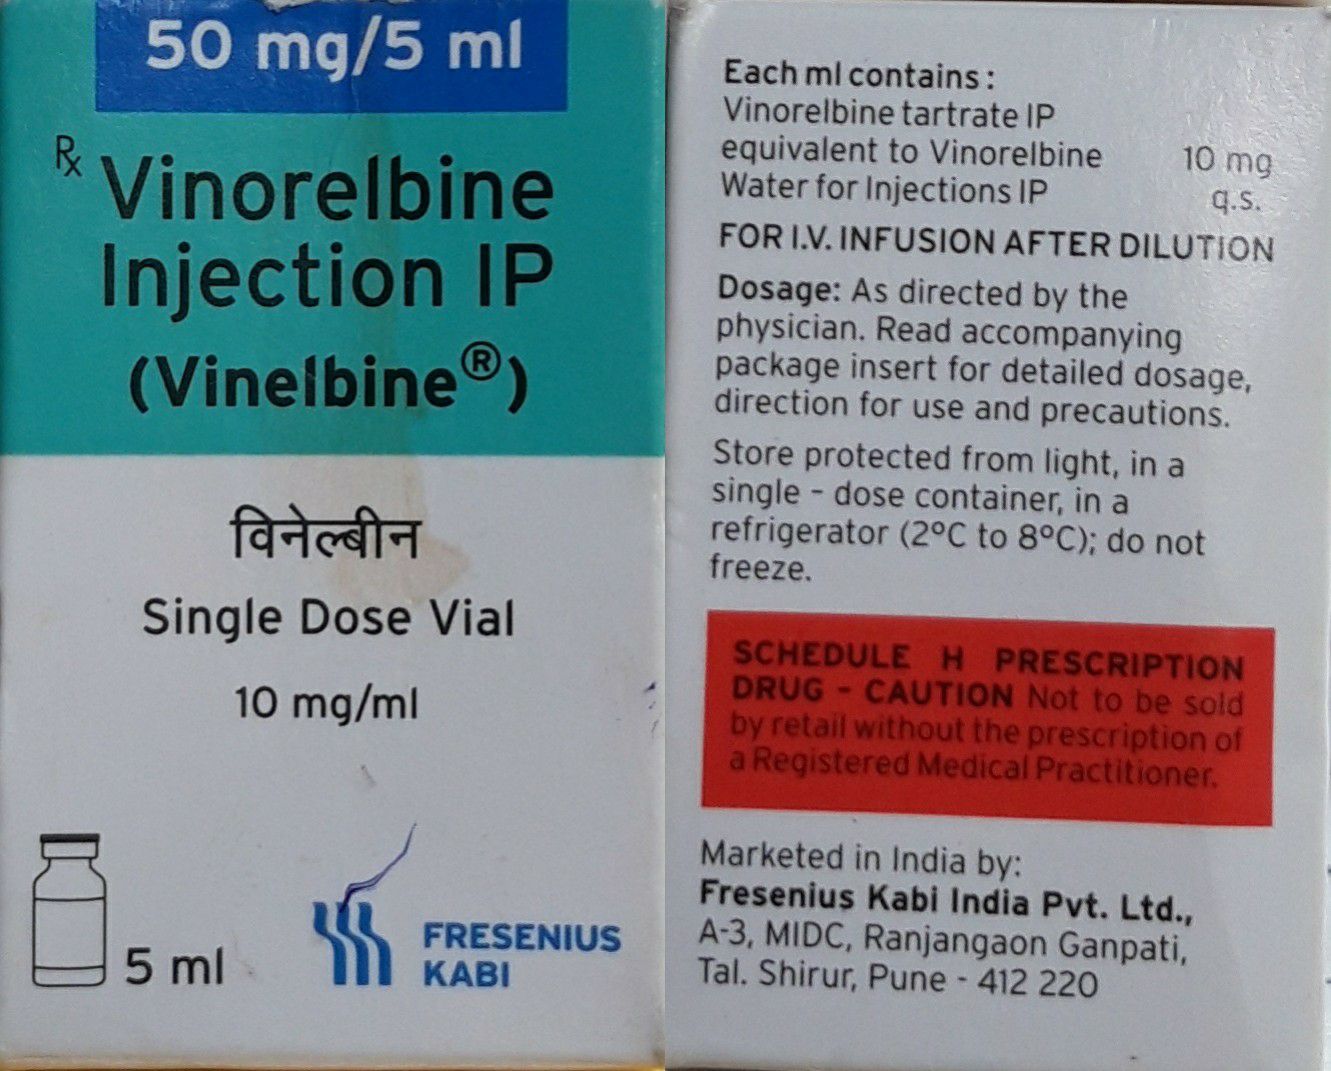 50 mg/5 ml
Rx Vinorelbine
Injection IP
(Vinelbine®)
विनेल्बीन
Single Dose Vial
10 mg/ml
5 ml
FRESENIUS
KABI
Each ml contains :
Vinorelbine tartrate IP
equivalent to Vinorelbine 10 mg
Water for Injections IP q.s.
FOR I.V. INFUSION AFTER DILUTION
Dosage: As directed by the
physician. Read accompanying
package insert for detailed dosage,
direction for use and precautions.
Store protected from light, in a
single - dose container, in a
refrigerator (2°C to 8°C); do not
freeze.
SCHEDULE H PRESCRIPTION
DRUG - CAUTION Not to be sold
by retail without the prescription of
a Registered Medical Practitioner.
Marketed in India by:
Fresenius Kabi India Pvt. Ltd.,
A-3, MIDC, Ranjangaon Ganpati,
Tal. Shirur, Pune - 412 220